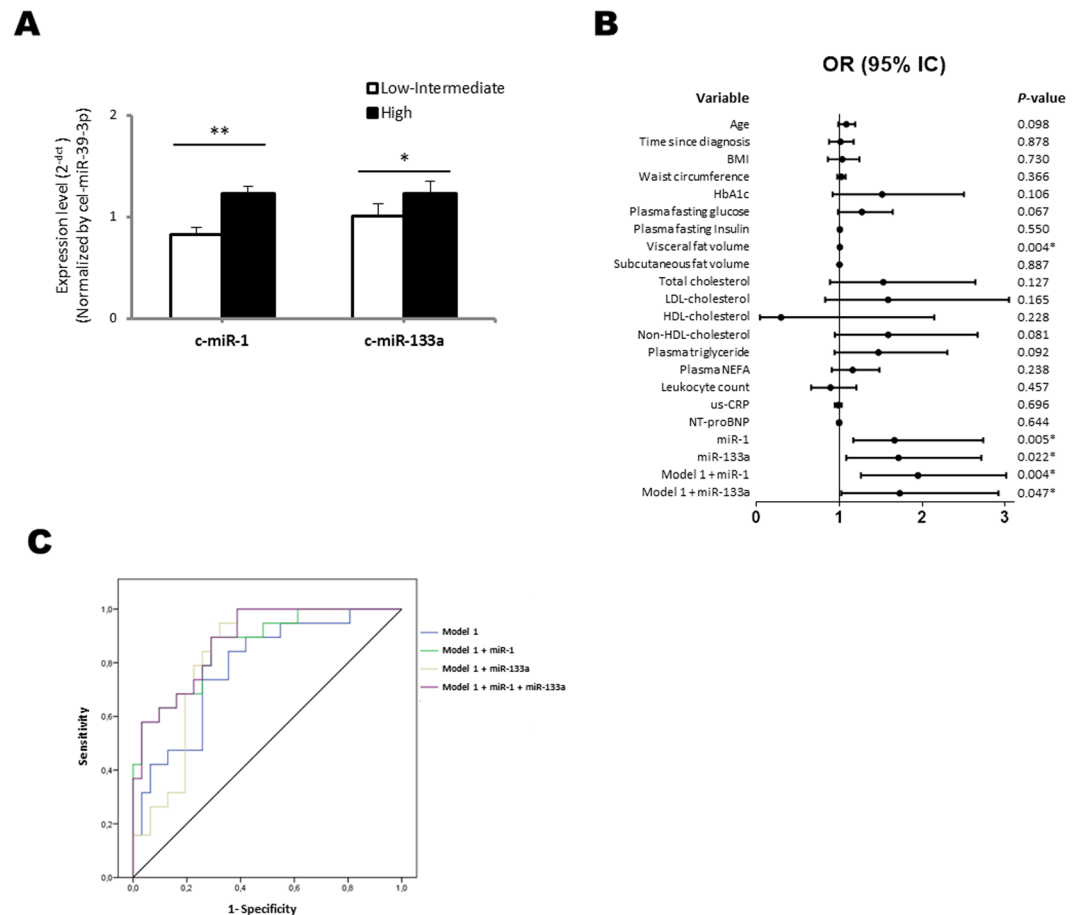 A
Low-Intermediate
High
Expression level (2-dct )
(Normalized by cel-miR-39-3p)
2
1
0
**
*
c-miR-1
c-miR-133a
B
OR (95% IC)
Variable P-value
Age 0.098
Time since diagnosis 0.878
BMI 0.730
Waist circumference 0.366
HbA1c 0.106
Plasma fasting glucose 0.067
Plasma fasting Insulin 0.550
Visceral fat volume 0.004*
Subcutaneous fat volume 0.887
Total cholesterol 0.127
LDL-cholesterol 0.165
HDL-cholesterol 0.228
Non-HDL-cholesterol 0.081
Plasma triglyceride 0.092
Plasma NEFA 0.238
Leukocyte count 0.457
us-CRP 0.696
NT-proBNP 0.644
miR-1 0.005*
miR-133a 0.022*
Model 1 + miR-1 0.004*
Model 1 + miR-133a 0.047*
0 1 2 3
C
Sensitivity
1,0
0,8
0,6
0,4
0,2
0,0
0,0 0,2 0,4 0,6 0,8 1,0
1- Specificity
Model 1
Model 1 + miR-1
Model 1 + miR-133a
Model 1 + miR-1 + miR-133a